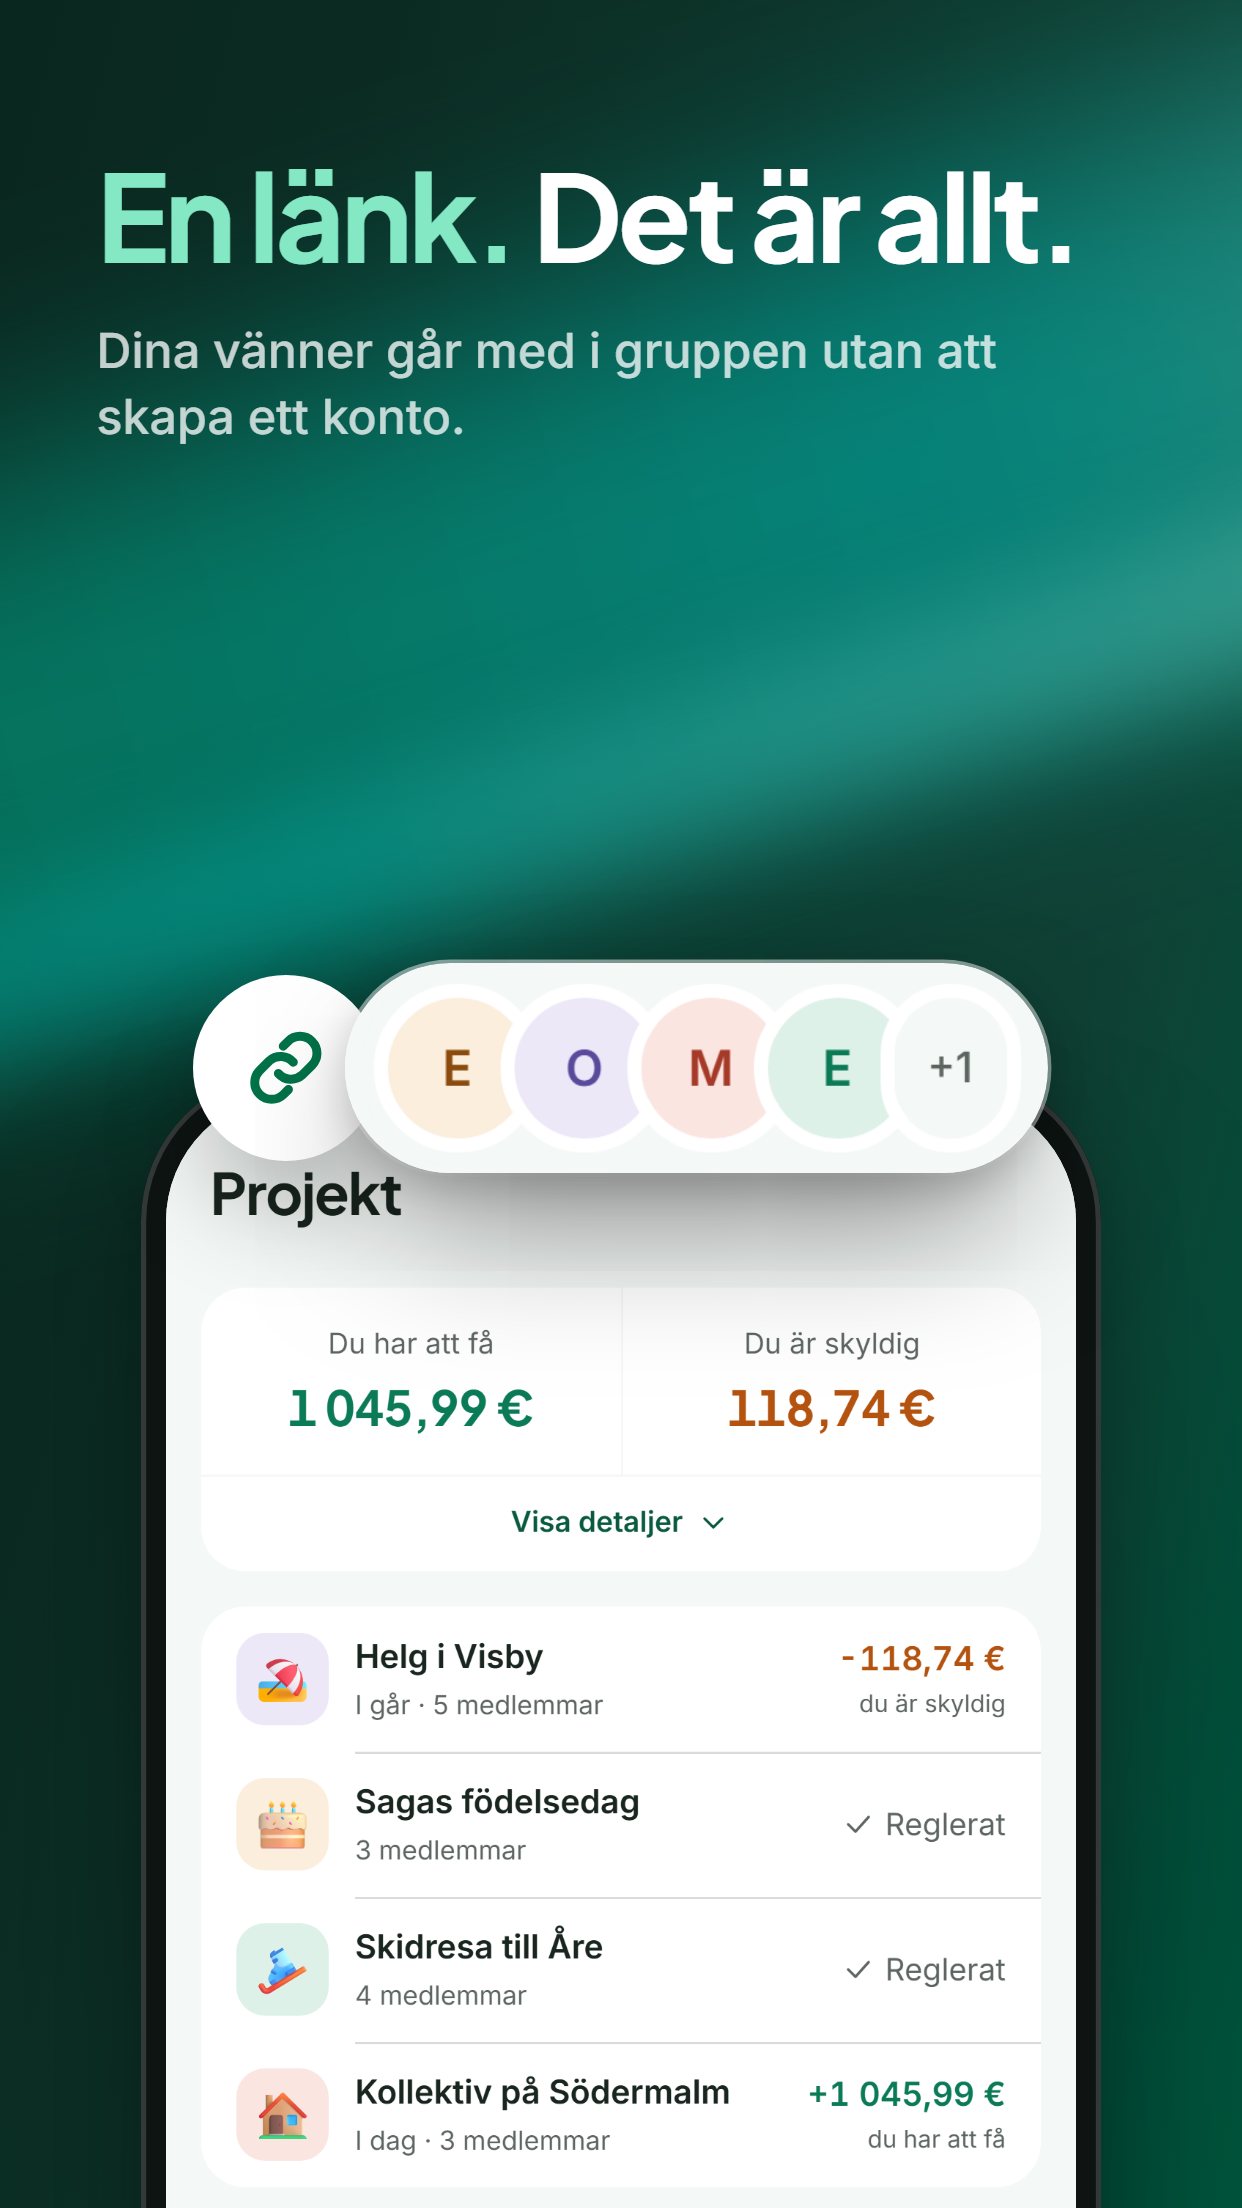 En länk. Det är allt.
Dina vänner går med i gruppen utan att
skapa ett konto.
E O M E +1
Projekt
Du har att få
1 045,99 €
Du är skyldig
118,74 €
Visa detaljer
Helg i Visby
I går · 5 medlemmar
-118,74 €
du är skyldig
Sagas födelsedag
3 medlemmar
Reglerat
Skidresa till Åre
4 medlemmar
Reglerat
Kollektiv på Södermalm
I dag · 3 medlemmar
+1 045,99 €
du har att få